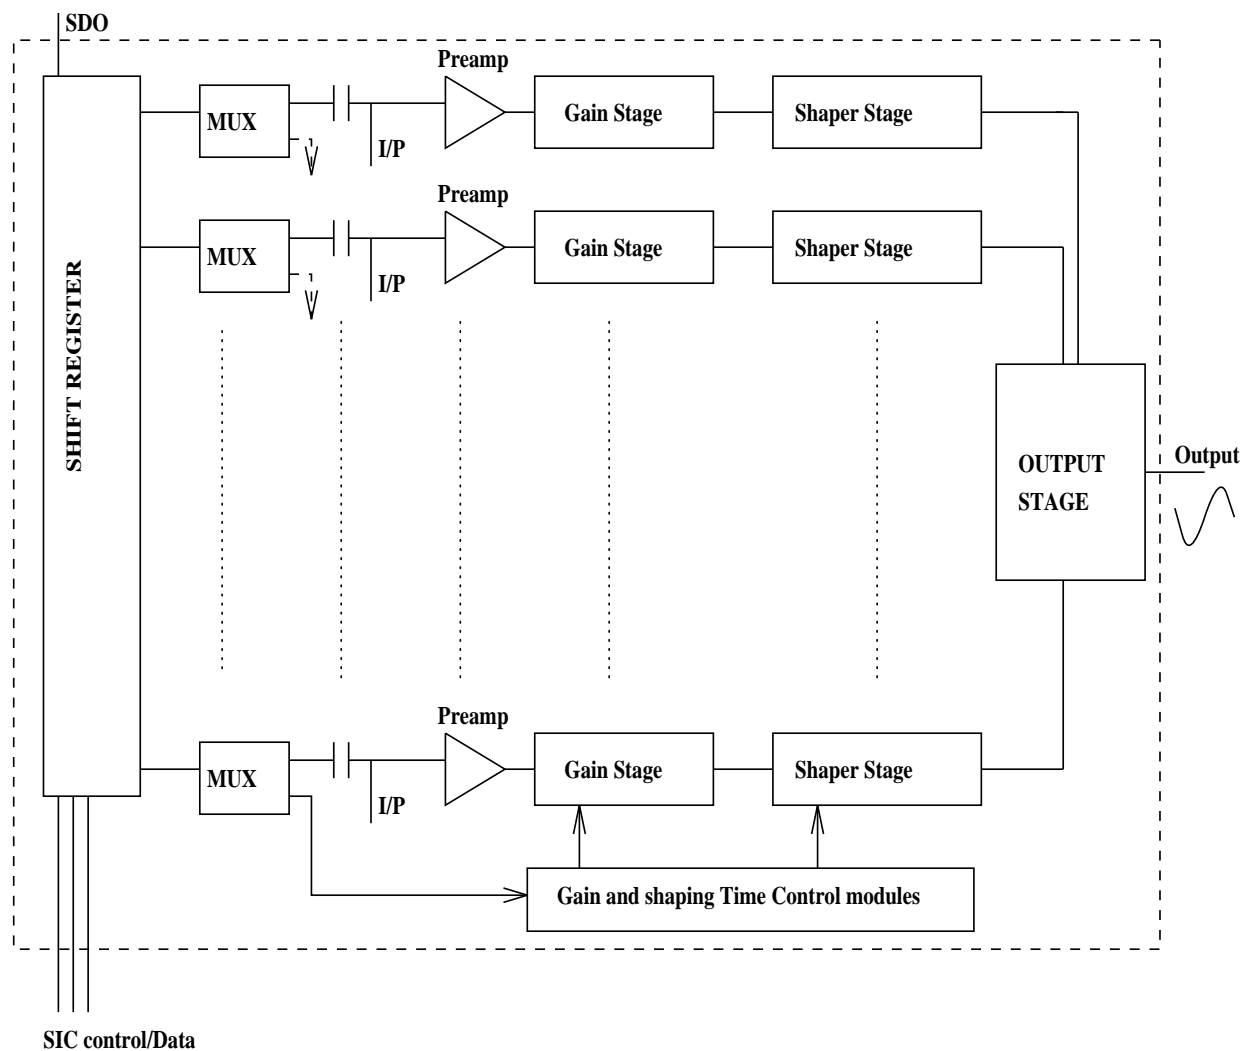 SDO
Preamp
MUX
I/P
Gain Stage
Shaper Stage
Preamp
MUX
I/P
Gain Stage
Shaper Stage
SHIFT REGISTER
OUTPUT
STAGE
Output
Preamp
MUX
I/P
Gain Stage
Shaper Stage
Gain and shaping Time Control modules
SIC control/Data